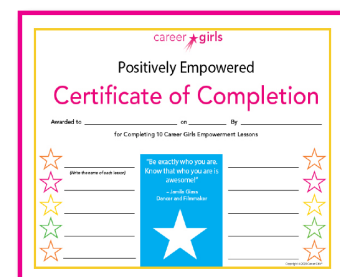 career girls
Positively Empowered
Certificate of Completion
Awarded to on By
for Completing 10 Career Girls Empowerment Lessons
(Write the name of each lesson)
"Be exactly who you are.
Know that who you are is
awesome!"
Dancer and Filmmaker